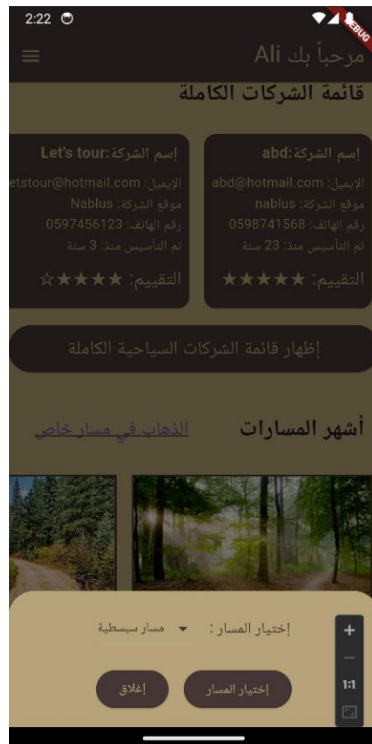 2:22
DEBUG
مرحباً بك Ali
قائمة الشركات الكاملة
إسم الشركة:abd
الإيميل: abd@hotmail.com
موقع الشركة: nablus
رقم الهاتف: 0598741568
تم التأسيس منذ: 23 سنة
التقييم: ★★★★★
إسم الشركة:Let's tour
الإيميل: etstour@hotmail.com
موقع الشركة: Nablus
رقم الهاتف: 0597456123
تم التأسيس منذ: 3 سنة
التقييم: ★★★★☆
إظهار قائمة الشركات السياحية الكاملة
أشهر المسارات
الذهاب في مسار خاص
إختيار المسار :
مسار سبسطية
إختيار المسار
إغلاق
+
−
1:1